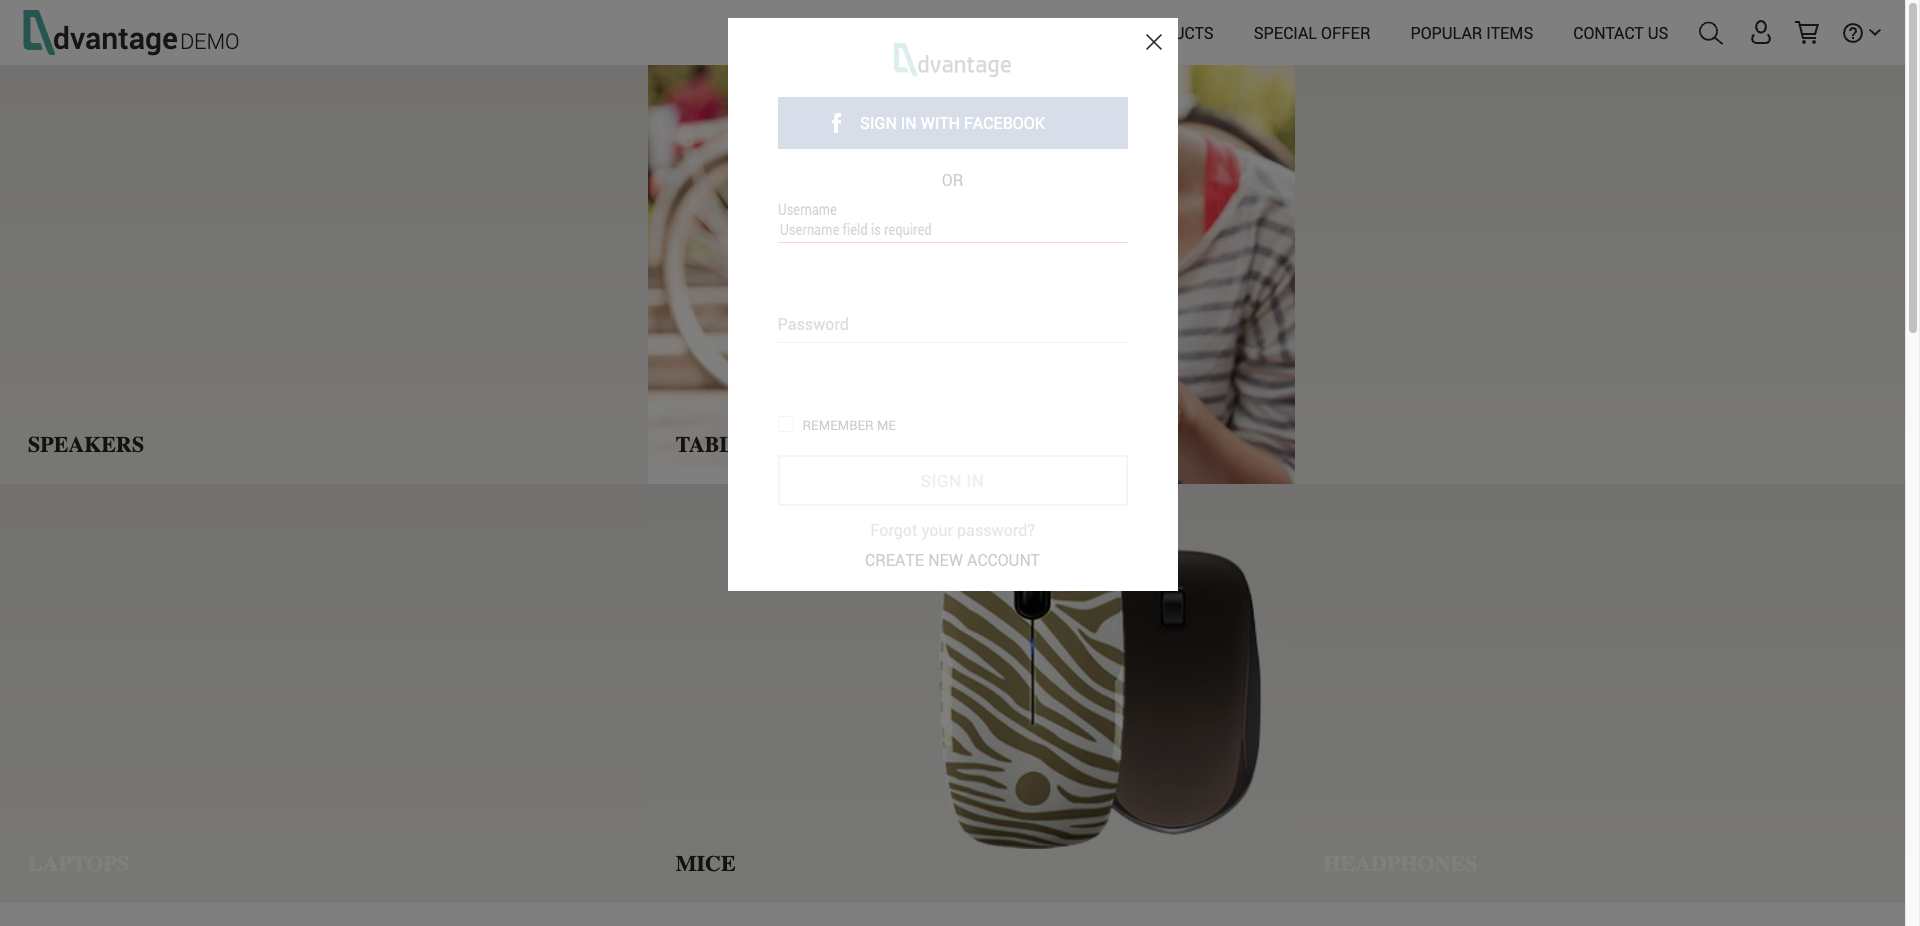 dvantage DEMO
UCTS
SPECIAL OFFER
POPULAR ITEMS
CONTACT US
dvantage
SIGN IN WITH FACEBOOK
OR
Username
Username field is required
Password
REMEMBER ME
SIGN IN
Forgot your password?
CREATE NEW ACCOUNT
SPEAKERS
TABL
LAPTOPS
MICE
HEADPHONES